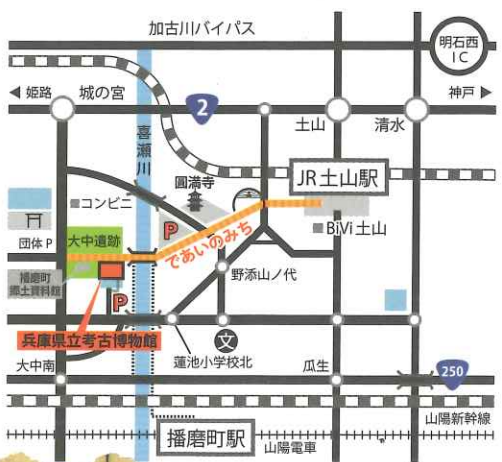 加古川バイパス
明石西
IC
姫路
城の宮
2
神戸
土山
清水
喜瀬川
圓満寺
JR土山駅
コンビニ
P
BiVi土山
団体P
大中遺跡
であいのみち
野添山ノ代
播磨町
郷土資料館
P
兵庫県立考古博物館
文
蓮池小学校北
大中南
瓜生
250
山陽新幹線
播磨町駅
山陽電車